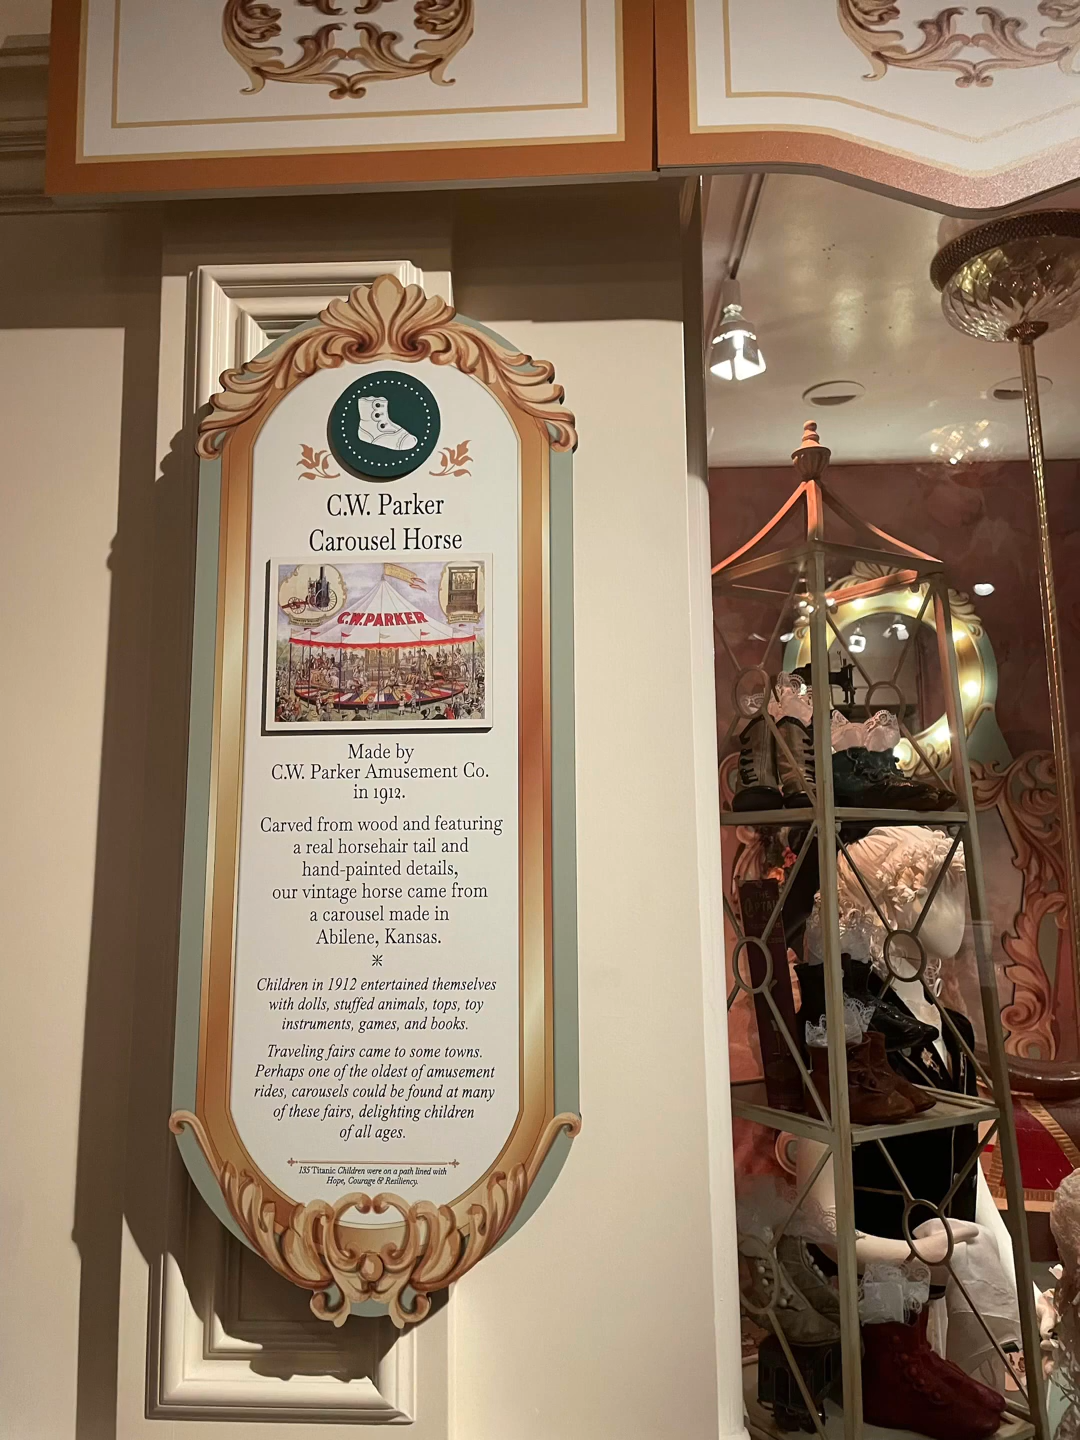 C.W. Parker
Carousel Horse
C.W. PARKER
Made by
C.W. Parker Amusement Co.
in 1912.
Carved from wood and featuring
a real horsehair tail and
hand-painted details,
our vintage horse came from
a carousel made in
Abilene, Kansas.
Children in 1912 entertained themselves
with dolls, stuffed animals, tops, toy
instruments, games, and books.
Traveling fairs came to some towns.
Perhaps one of the oldest of amusement
rides, carousels could be found at many
of these fairs, delighting children
of all ages.
135 Titanic Children were on a path lined with
Hope, Courage & Resiliency.